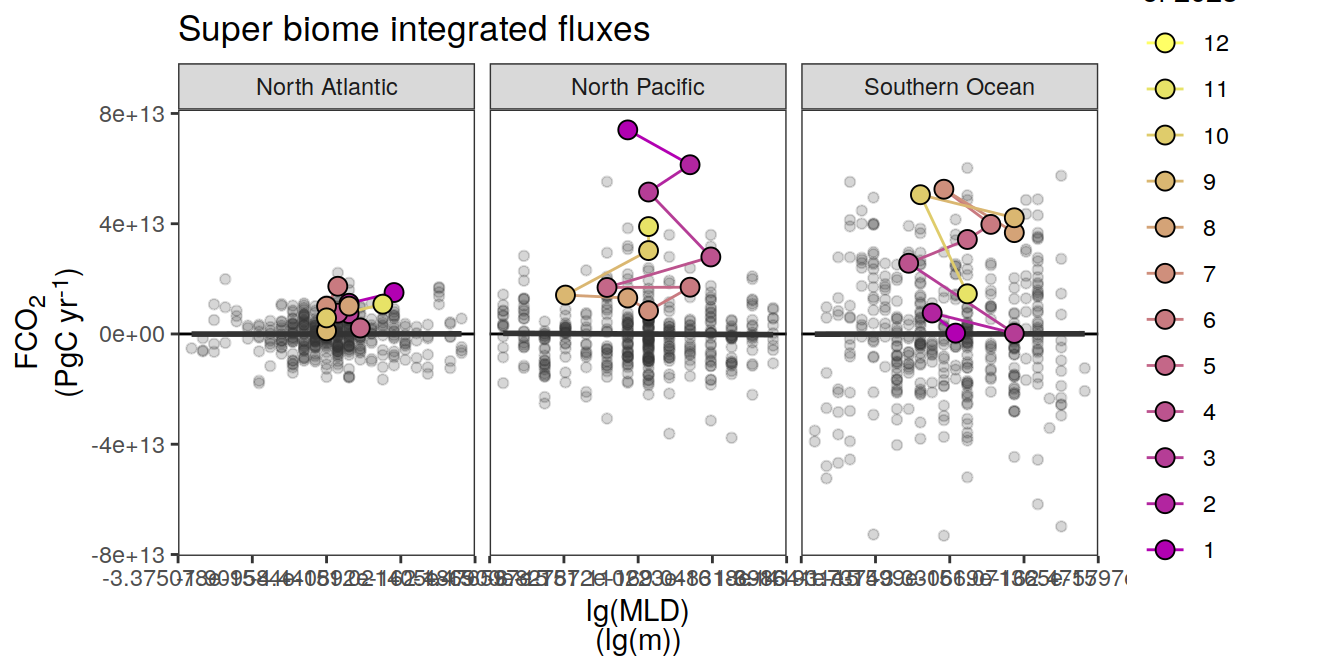 Super biome integrated fluxes
North Atlantic
North Pacific
Southern Ocean
8e+13
4e+13
0e+00
-4e+13
-8e+13
FCO2
(PgC yr⁻¹)
lg(MLD)
(lg(m))
12
11
10
9
8
7
6
5
4
3
2
1